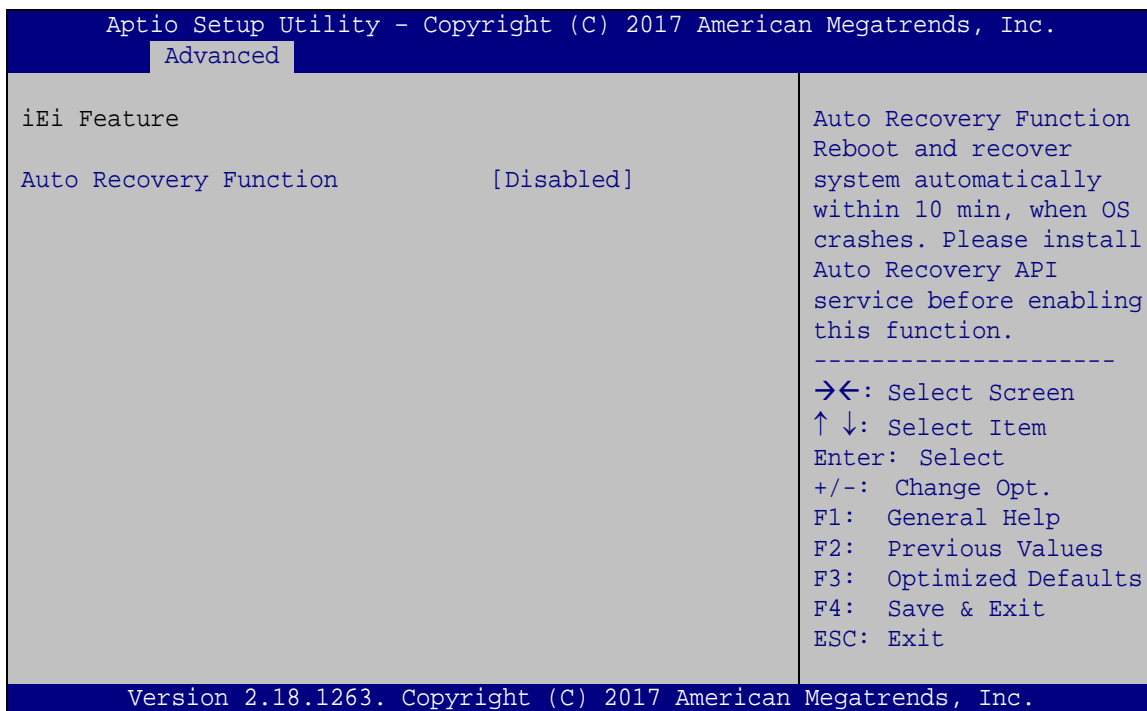 Aptio Setup Utility – Copyright (C) 2017 American Megatrends, Inc.
Advanced
iEi Feature
Auto Recovery Function [Disabled]
Auto Recovery Function
Reboot and recover
system automatically
within 10 min, when OS
crashes. Please install
Auto Recovery API
service before enabling
this function.
---------------------
→←: Select Screen
↑ ↓: Select Item
Enter: Select
+/-: Change Opt.
F1: General Help
F2: Previous Values
F3: Optimized Defaults
F4: Save & Exit
ESC: Exit
Version 2.18.1263. Copyright (C) 2017 American Megatrends, Inc.